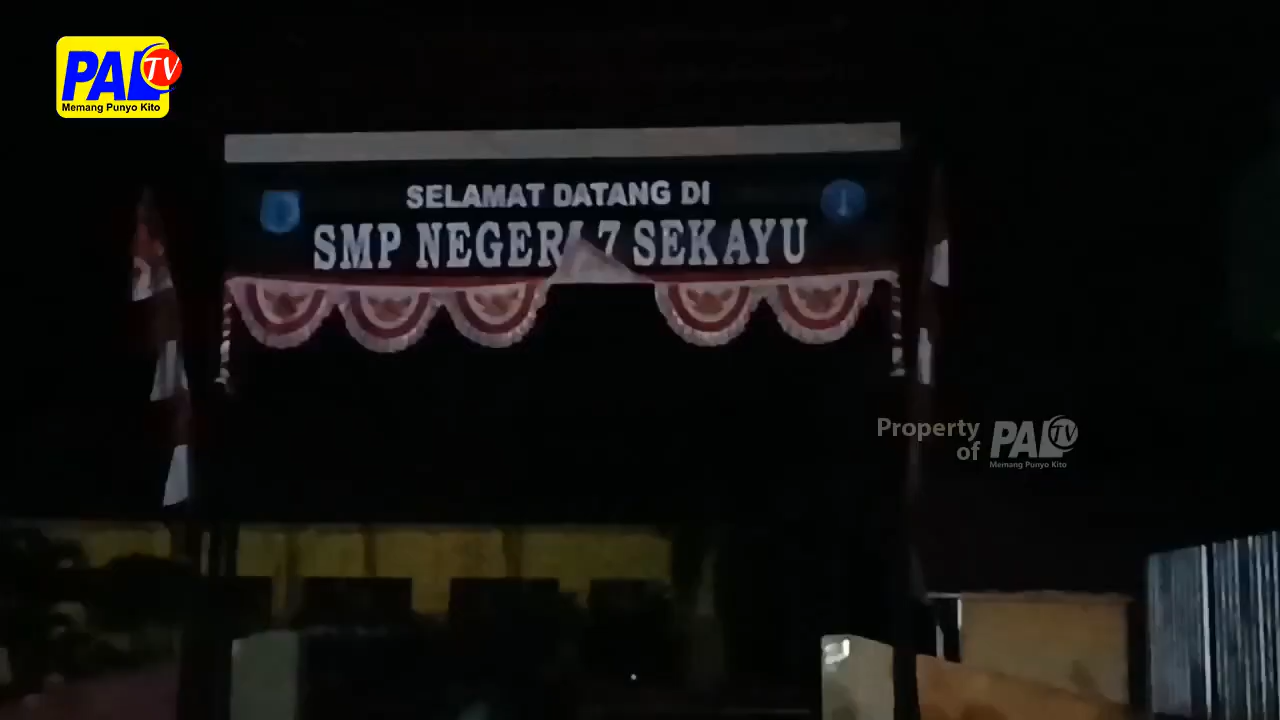 PAL TV
Memang Punyo Kito
SELAMAT DATANG DI
SMP NEGERI 7 SEKAYU
Property
of PAL TV
Memang Punyo Kito